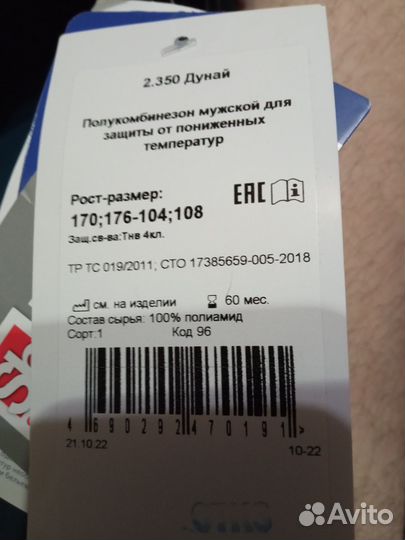 2.350 Дунай
Полукомбинезон мужской для
защиты от пониженных
температур
Рост-размер:
170;176-104;108
Защ.св-ва:Тнв 4кл.
EAC
ТР ТС 019/2011; СТО 17385659-005-2018
см. на изделии
60 мес.
Состав сырья: 100% полиамид
Сорт:1
Код 96
4 690292 470191 >
21.10.22
10-22
Avito